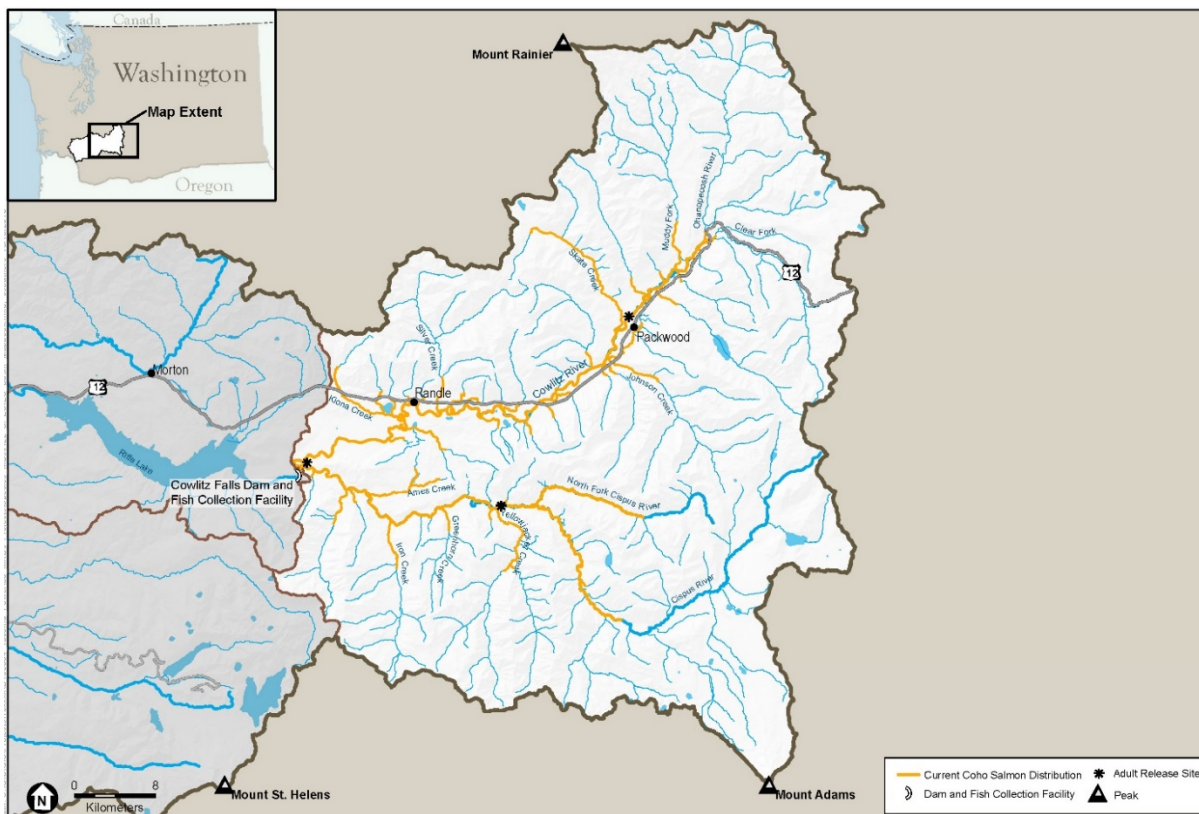 Canada
Washington
Map Extent
Oregon
Mount Rainier
Ohanapecosh River
Muddy Fork
Clear Fork
12
Skate Creek
Packwood
Silver Creek
Cowlitz River
Johnson Creek
Morton
12
Randle
Kiona Creek
Riffe Lake
Cowlitz Falls Dam and
Fish Collection Facility
Ames Creek
North Fork Cispus River
Yellowjacket Creek
Greenhorn Creek
Iron Creek
Cispus River
0 8
Kilometers
N
Mount St. Helens
Mount Adams
Current Coho Salmon Distribution
Adult Release Site
Dam and Fish Collection Facility
Peak